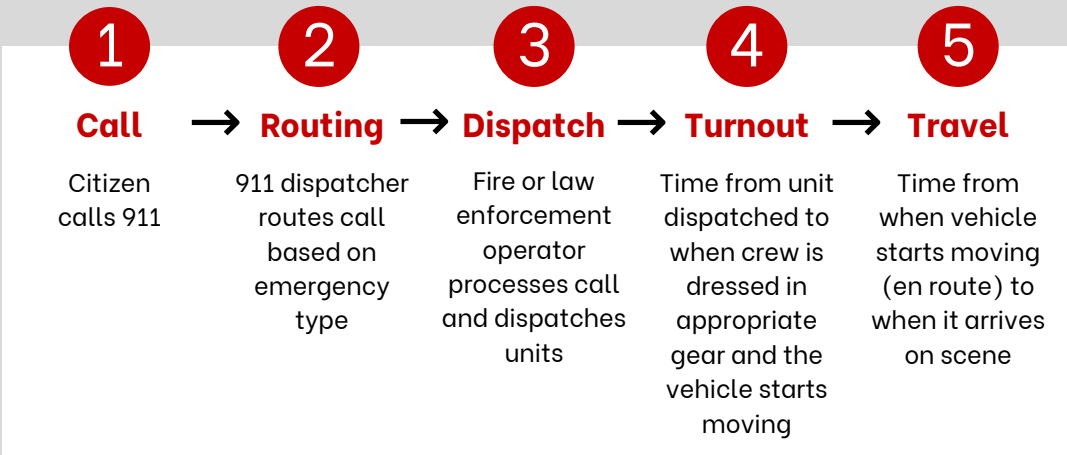 1
2
3
4
5
Call → Routing → Dispatch → Turnout → Travel
Citizen
calls 911
911 dispatcher
routes call
based on
emergency
type
Fire or law
enforcement
operator
processes call
and dispatches
units
Time from unit
dispatched to
when crew is
dressed in
appropriate
gear and the
vehicle starts
moving
Time from
when vehicle
starts moving
(en route) to
when it arrives
on scene